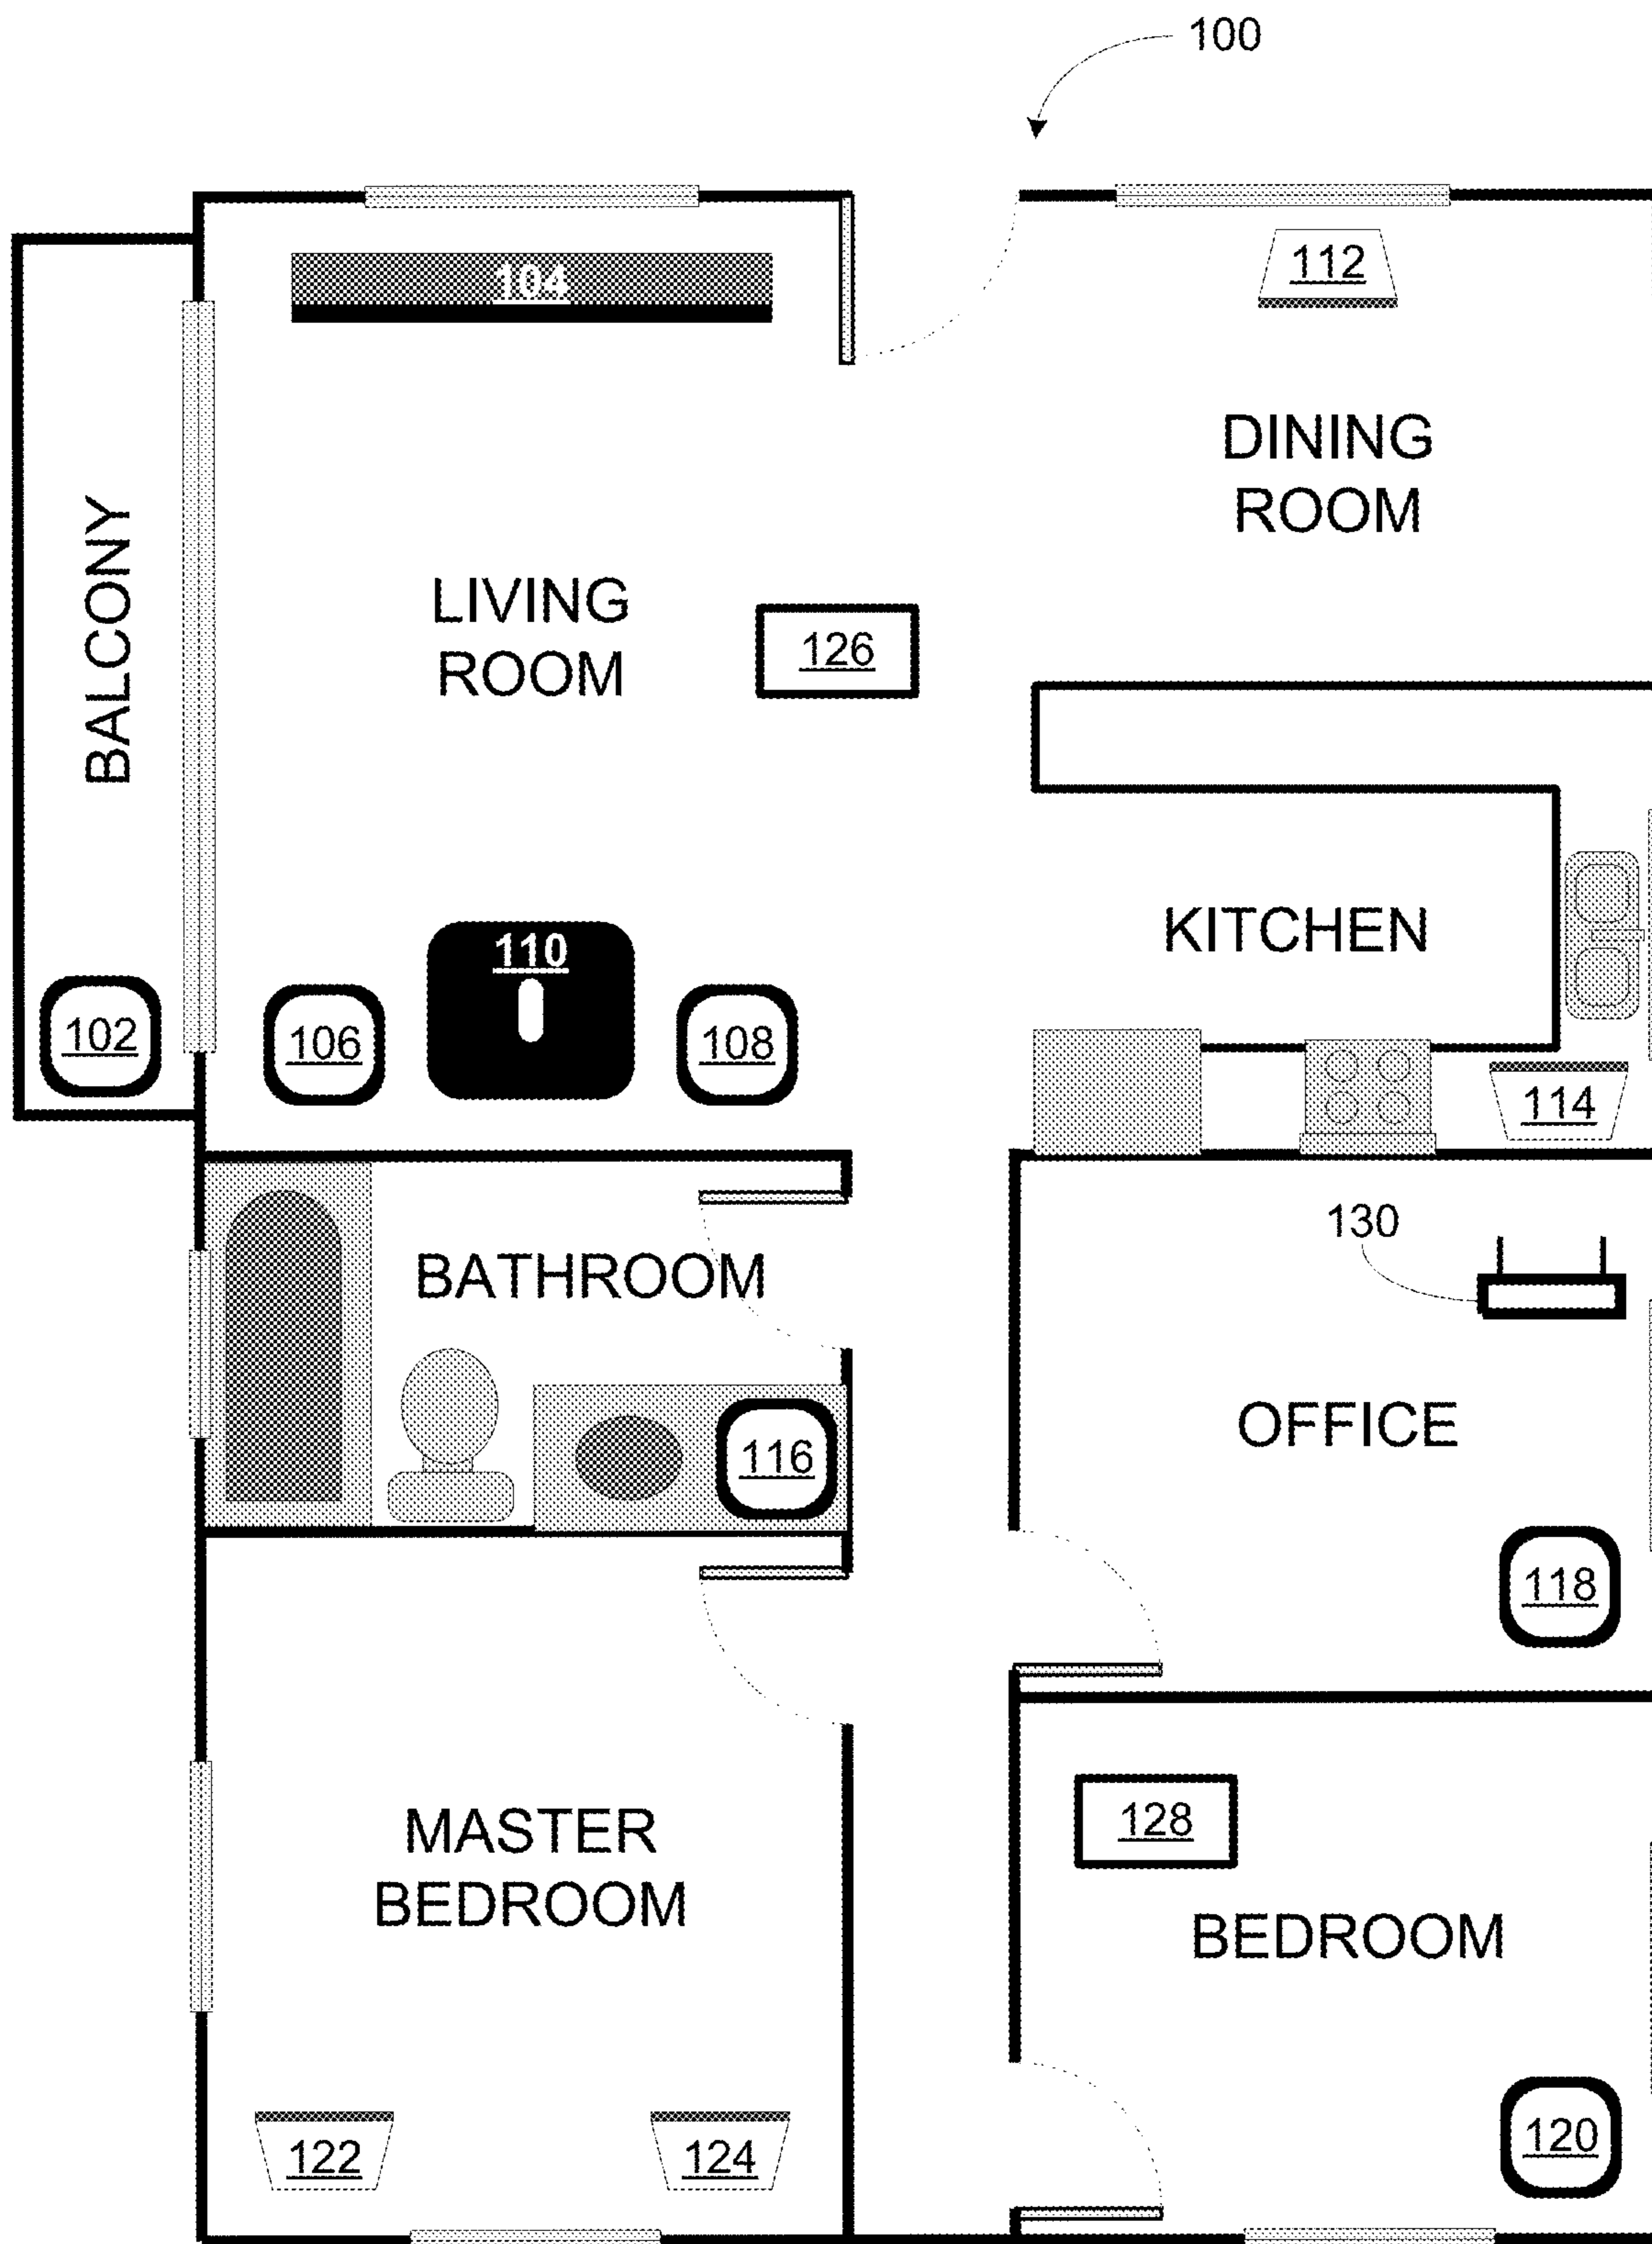 100
104
112
DINING
ROOM
BALCONY
LIVING
ROOM
126
KITCHEN
110
102
106
108
114
130
BATHROOM
OFFICE
116
118
128
MASTER
BEDROOM
BEDROOM
122
124
120